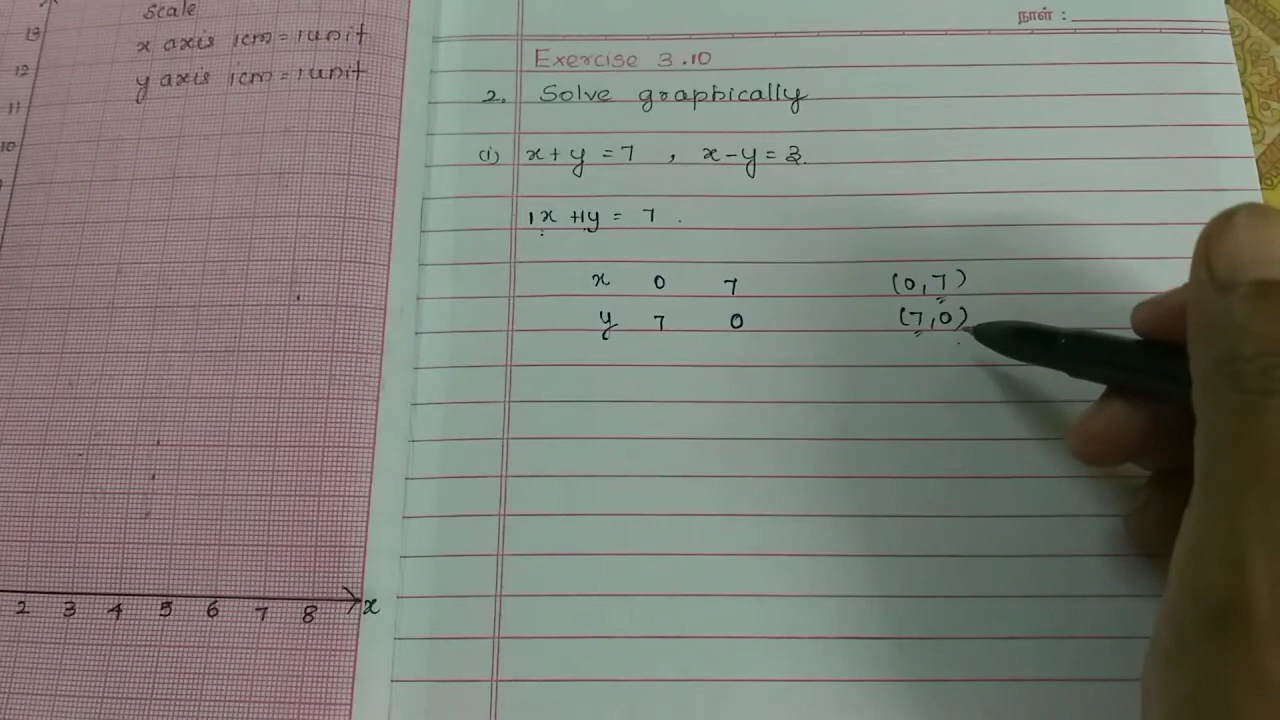 Scale
x axis 1cm = 1unit
y axis 1cm = 1unit
13
12
11
10
2 3 4 5 6 7 8 x
நாள் :
Exercise 3.10
2. Solve graphically
(i) x + y = 7 , x - y = 3.
1x + 1y = 7 .
x 0 7 (0, 7)
y 7 0 (7, 0)